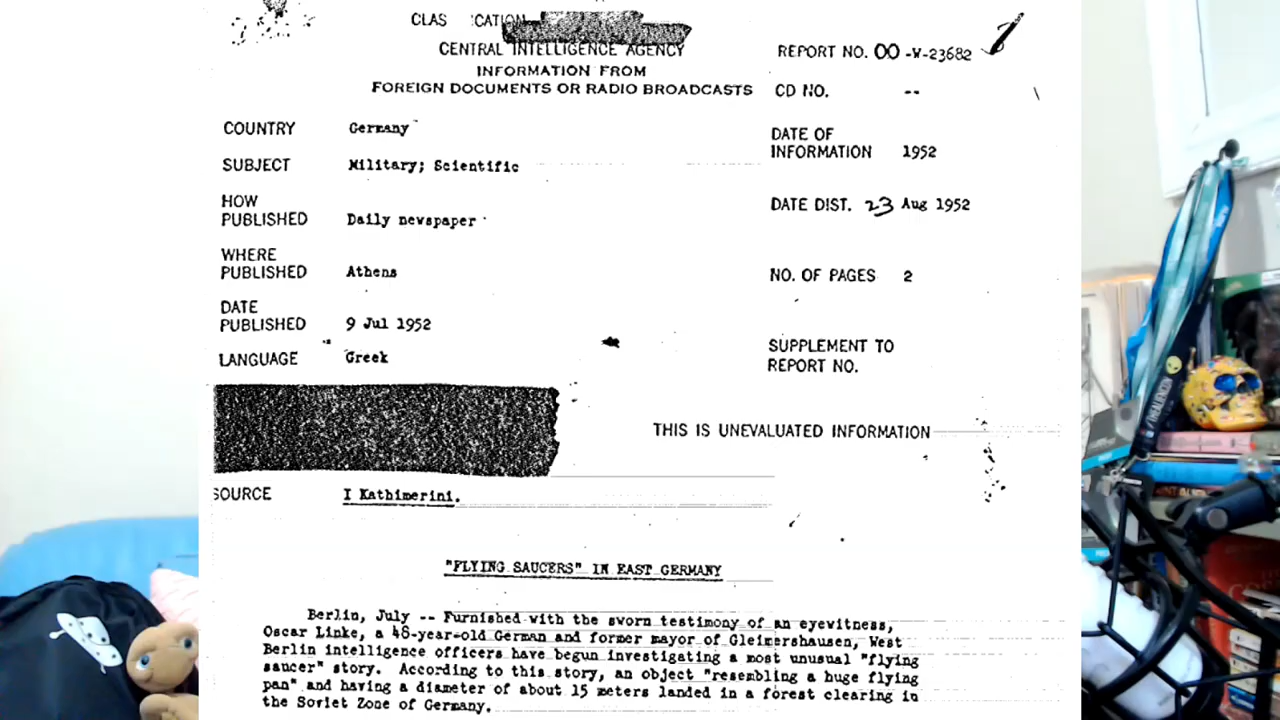 CLAS CATION
CENTRAL INTELLIGENCE AGENCY
REPORT NO. 00-W-23682
INFORMATION FROM
FOREIGN DOCUMENTS OR RADIO BROADCASTS
CD NO. --
COUNTRY Germany
DATE OF
INFORMATION 1952
SUBJECT Military; Scientific
HOW
PUBLISHED Daily newspaper
DATE DIST. 23 Aug 1952
WHERE
PUBLISHED Athens
NO. OF PAGES 2
DATE
PUBLISHED 9 Jul 1952
LANGUAGE Greek
SUPPLEMENT TO
REPORT NO.
THIS IS UNEVALUATED INFORMATION
SOURCE I Kathimerini.
"FLYING SAUCERS" IN EAST GERMANY
Berlin, July -- Furnished with the sworn testimony of an eyewitness,
Oscar Linke, a 48-year-old German and former mayor of Gleimershausen, West
Berlin intelligence officers have begun investigating a most unusual "flying
saucer" story. According to this story, an object "resembling a huge flying
pan" and having a diameter of about 15 meters landed in a forest clearing in
the Soviet Zone of Germany.